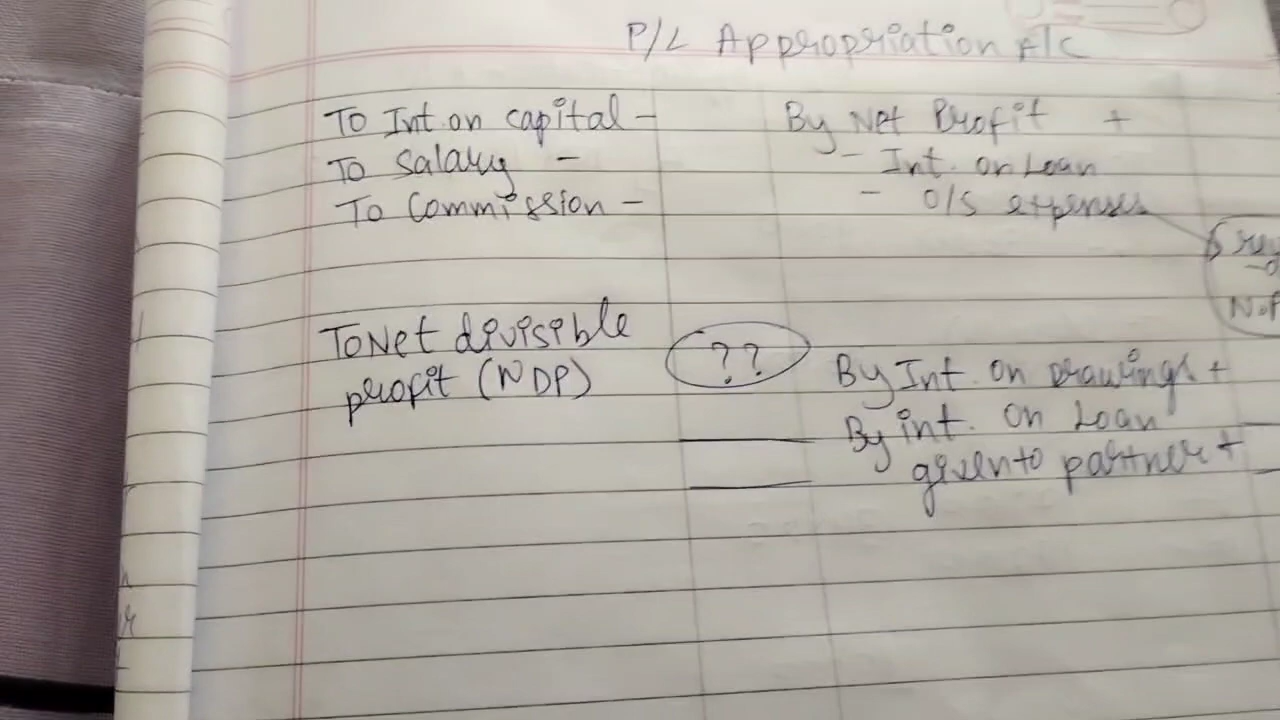 P/L Appropriation A/C
To Int. on capital -
To Salary -
To Commission -
To Net divisible
profit (NDP)
??
By Net Profit +
- Int. on Loan
- O/S expenses
By Int. on Drawings +
By int. on Loan
given to partner +